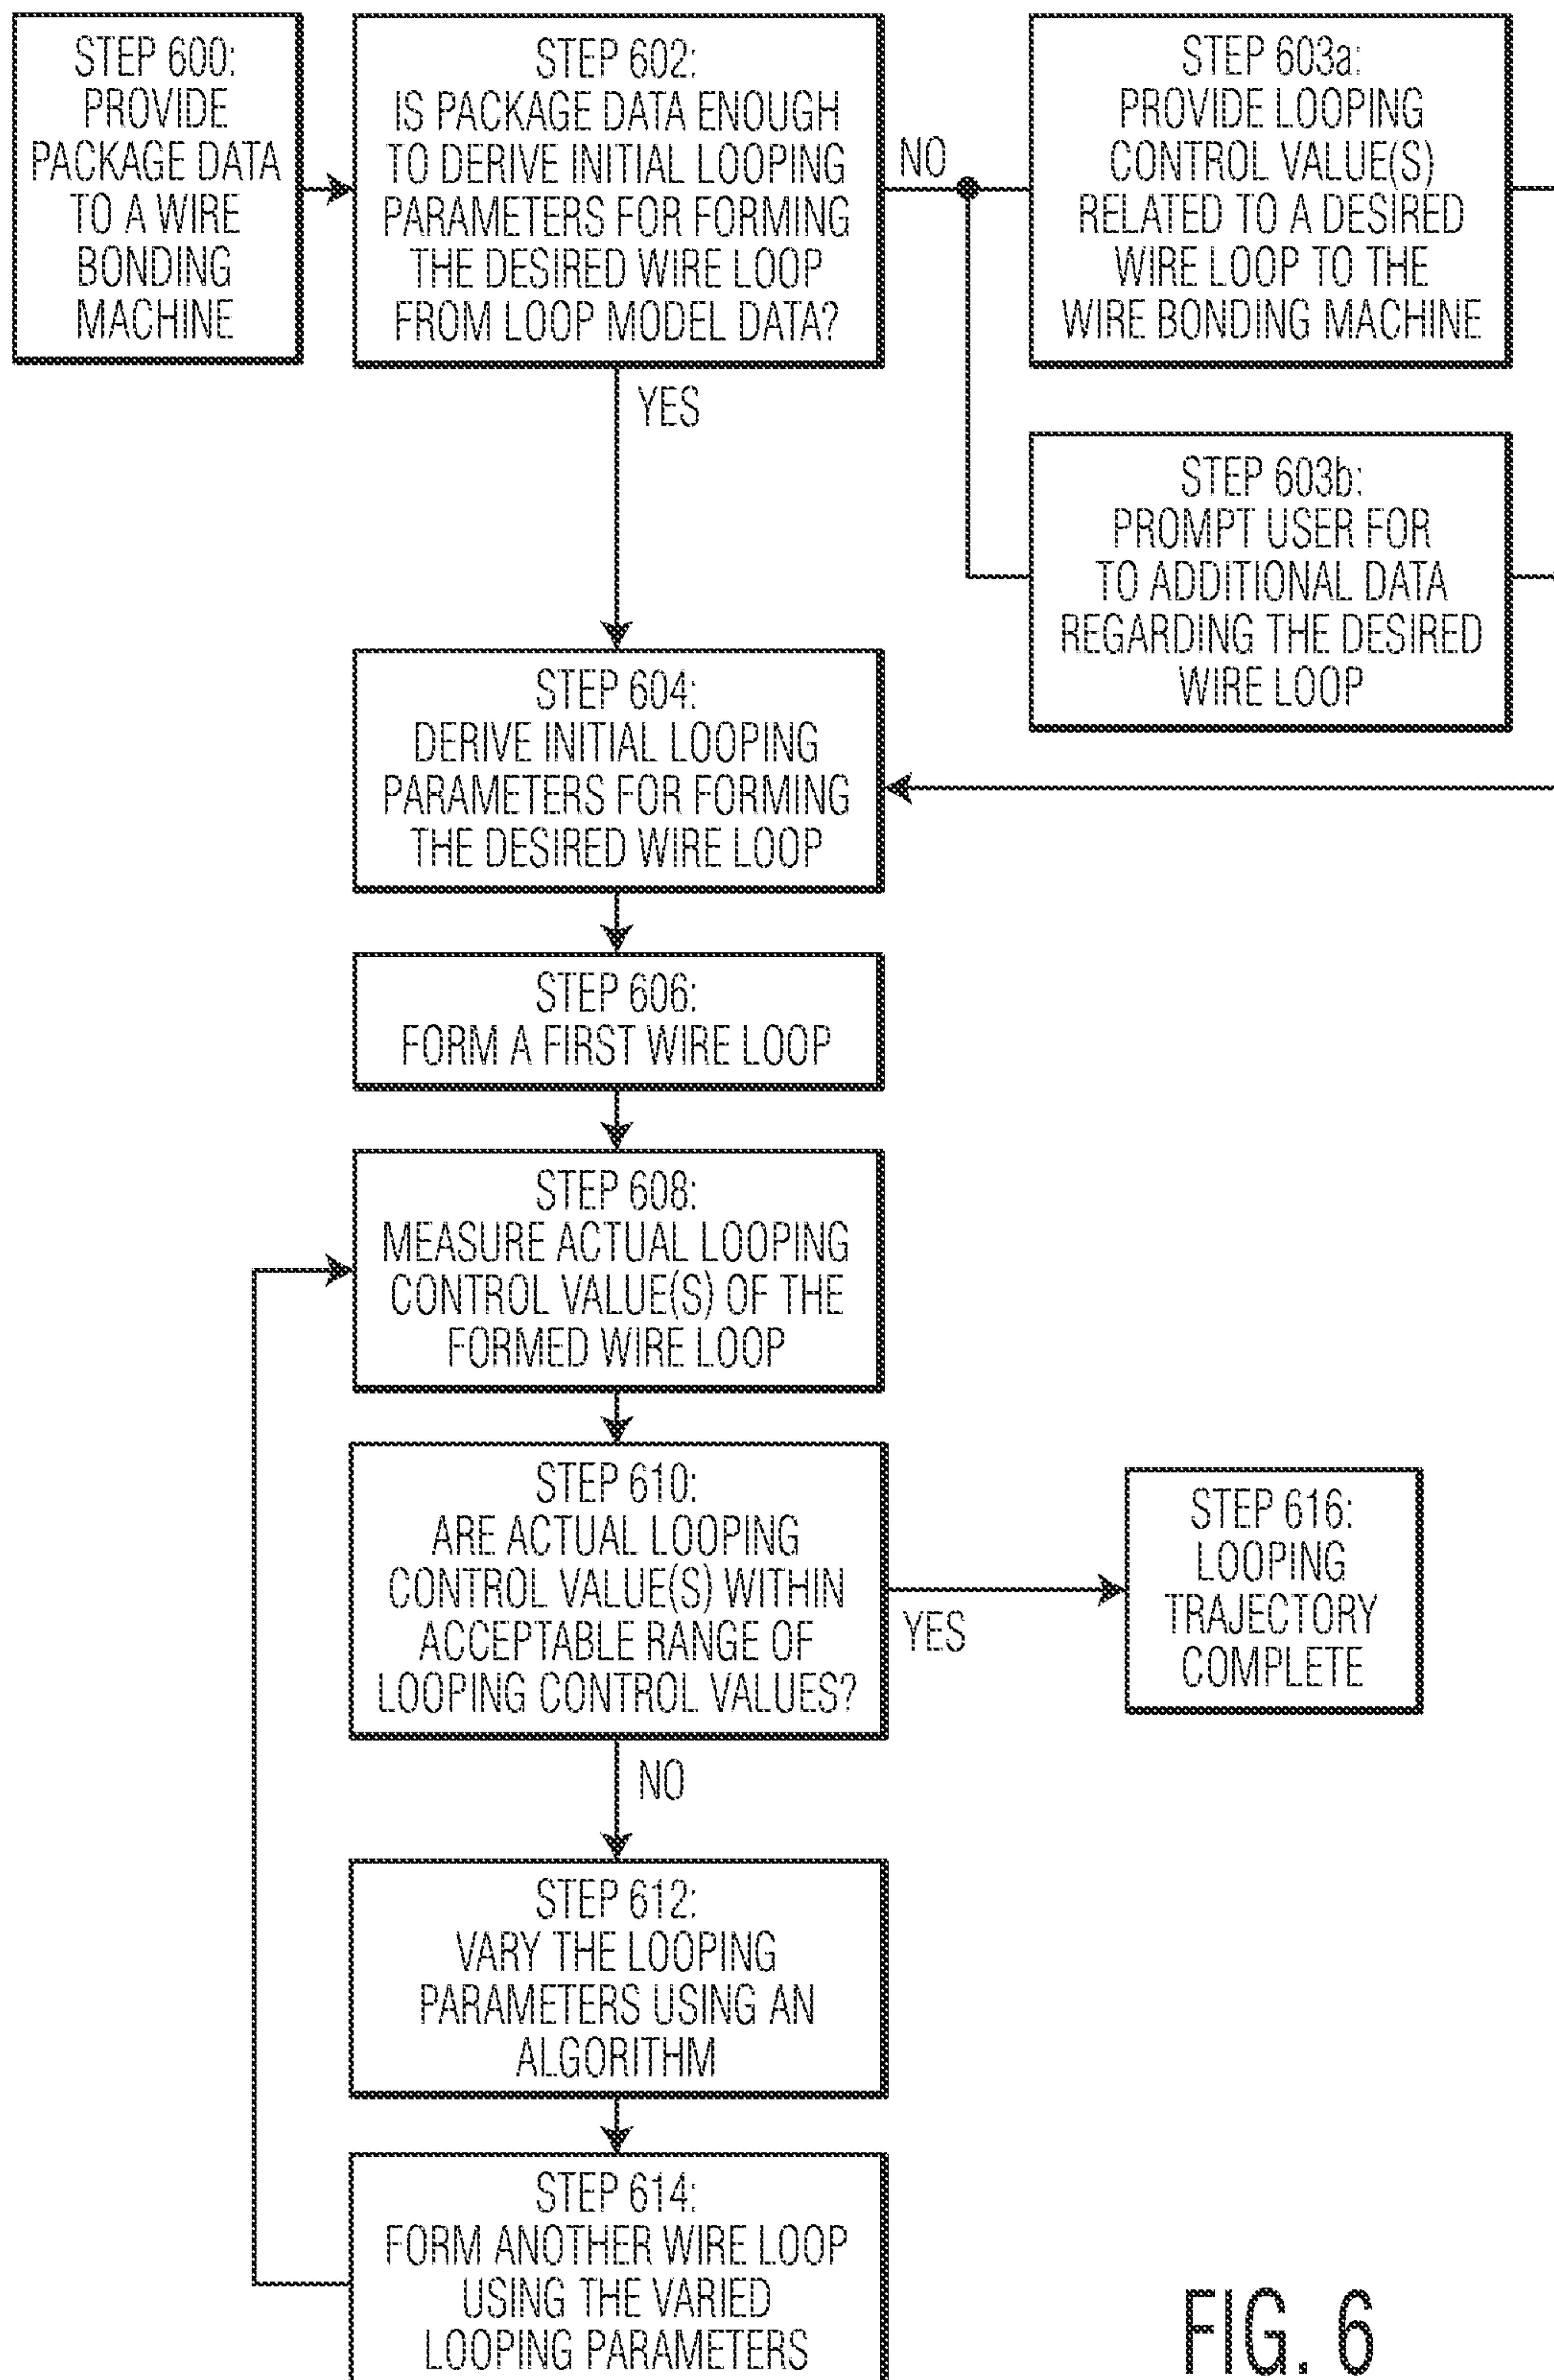 STEP 600:
PROVIDE
PACKAGE DATA
TO A WIRE
BONDING
MACHINE
STEP 602:
IS PACKAGE DATA ENOUGH
TO DERIVE INITIAL LOOPING
PARAMETERS FOR FORMING
THE DESIRED WIRE LOOP
FROM LOOP MODEL DATA?
NO
YES
STEP 603a:
PROVIDE LOOPING
CONTROL VALUE(S)
RELATED TO A DESIRED
WIRE LOOP TO THE
WIRE BONDING MACHINE
STEP 603b:
PROMPT USER FOR
TO ADDITIONAL DATA
REGARDING THE DESIRED
WIRE LOOP
STEP 604:
DERIVE INITIAL LOOPING
PARAMETERS FOR FORMING
THE DESIRED WIRE LOOP
STEP 606:
FORM A FIRST WIRE LOOP
STEP 608:
MEASURE ACTUAL LOOPING
CONTROL VALUE(S) OF THE
FORMED WIRE LOOP
STEP 610:
ARE ACTUAL LOOPING
CONTROL VALUE(S) WITHIN
ACCEPTABLE RANGE OF
LOOPING CONTROL VALUES?
YES
STEP 616:
LOOPING
TRAJECTORY
COMPLETE
NO
STEP 612:
VARY THE LOOPING
PARAMETERS USING AN
ALGORITHM
STEP 614:
FORM ANOTHER WIRE LOOP
USING THE VARIED
LOOPING PARAMETERS
FIG. 6